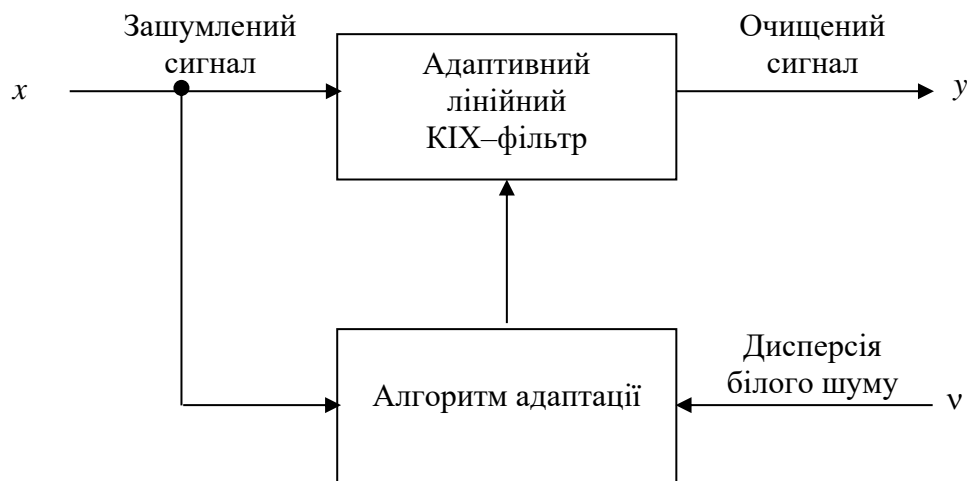 Зашумлений
сигнал
x
Адаптивний
лінійний
КІХ–фільтр
Очищений
сигнал
y
Алгоритм адаптації
Дисперсія
білого шуму
ν